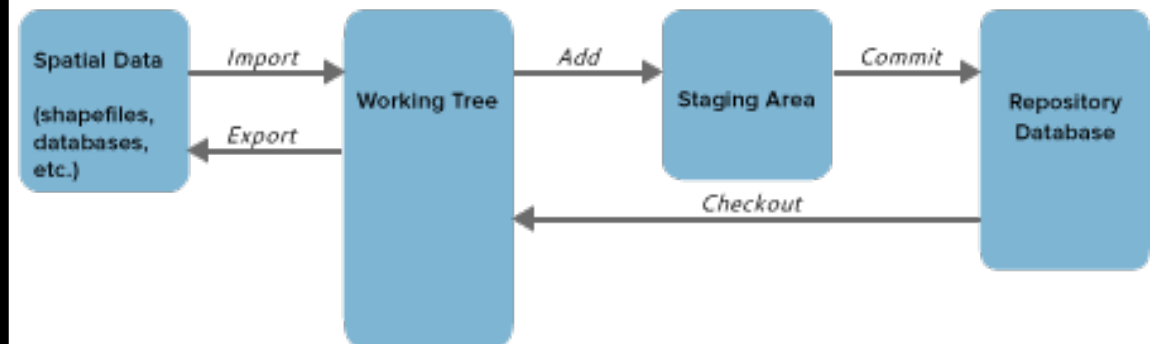 Spatial Data
(shapefiles,
databases,
etc.)
Import
Export
Working Tree
Add
Staging Area
Commit
Checkout
Repository
Database